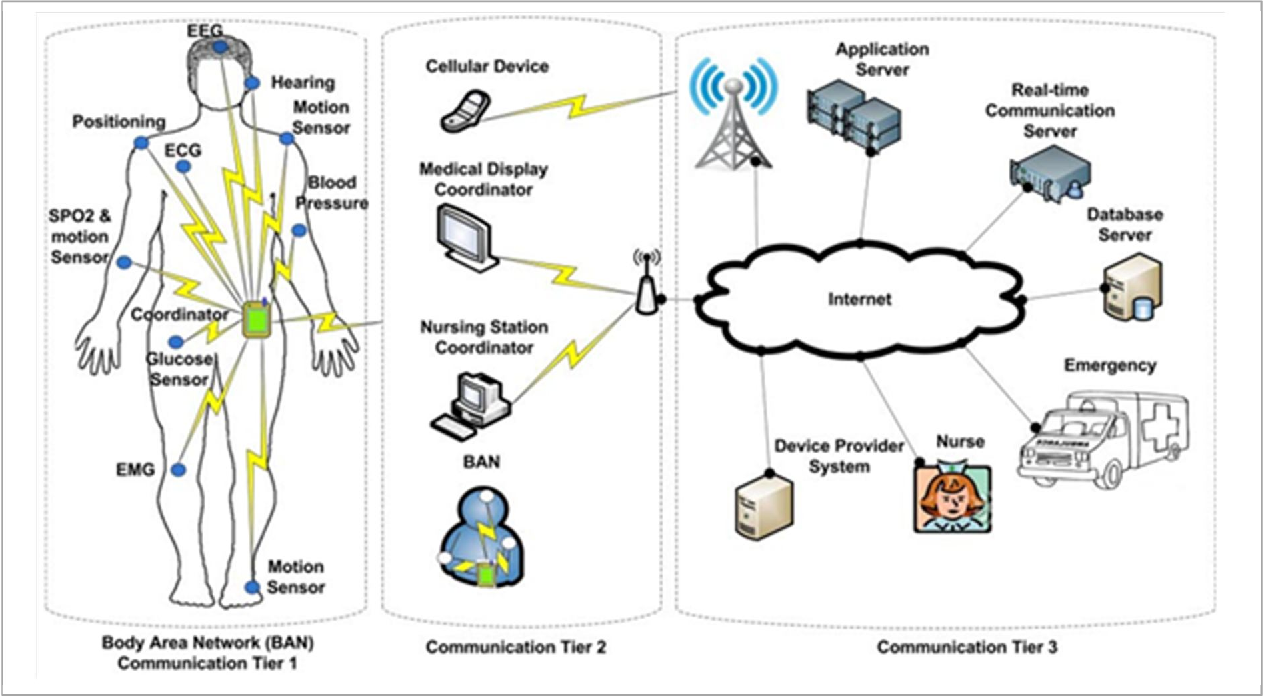 EEG
Hearing
Motion
Sensor
Positioning
ECG
Blood
Pressure
SPO2 &
motion
Sensor
Coordinator
Glucose
Sensor
EMG
Motion
Sensor
Body Area Network (BAN)
Communication Tier 1
Cellular Device
Medical Display
Coordinator
Nursing Station
Coordinator
BAN
Communication Tier 2
Application
Server
Real-time
Communication
Server
Database
Server
Internet
Emergency
Device Provider
System
Nurse
Communication Tier 3